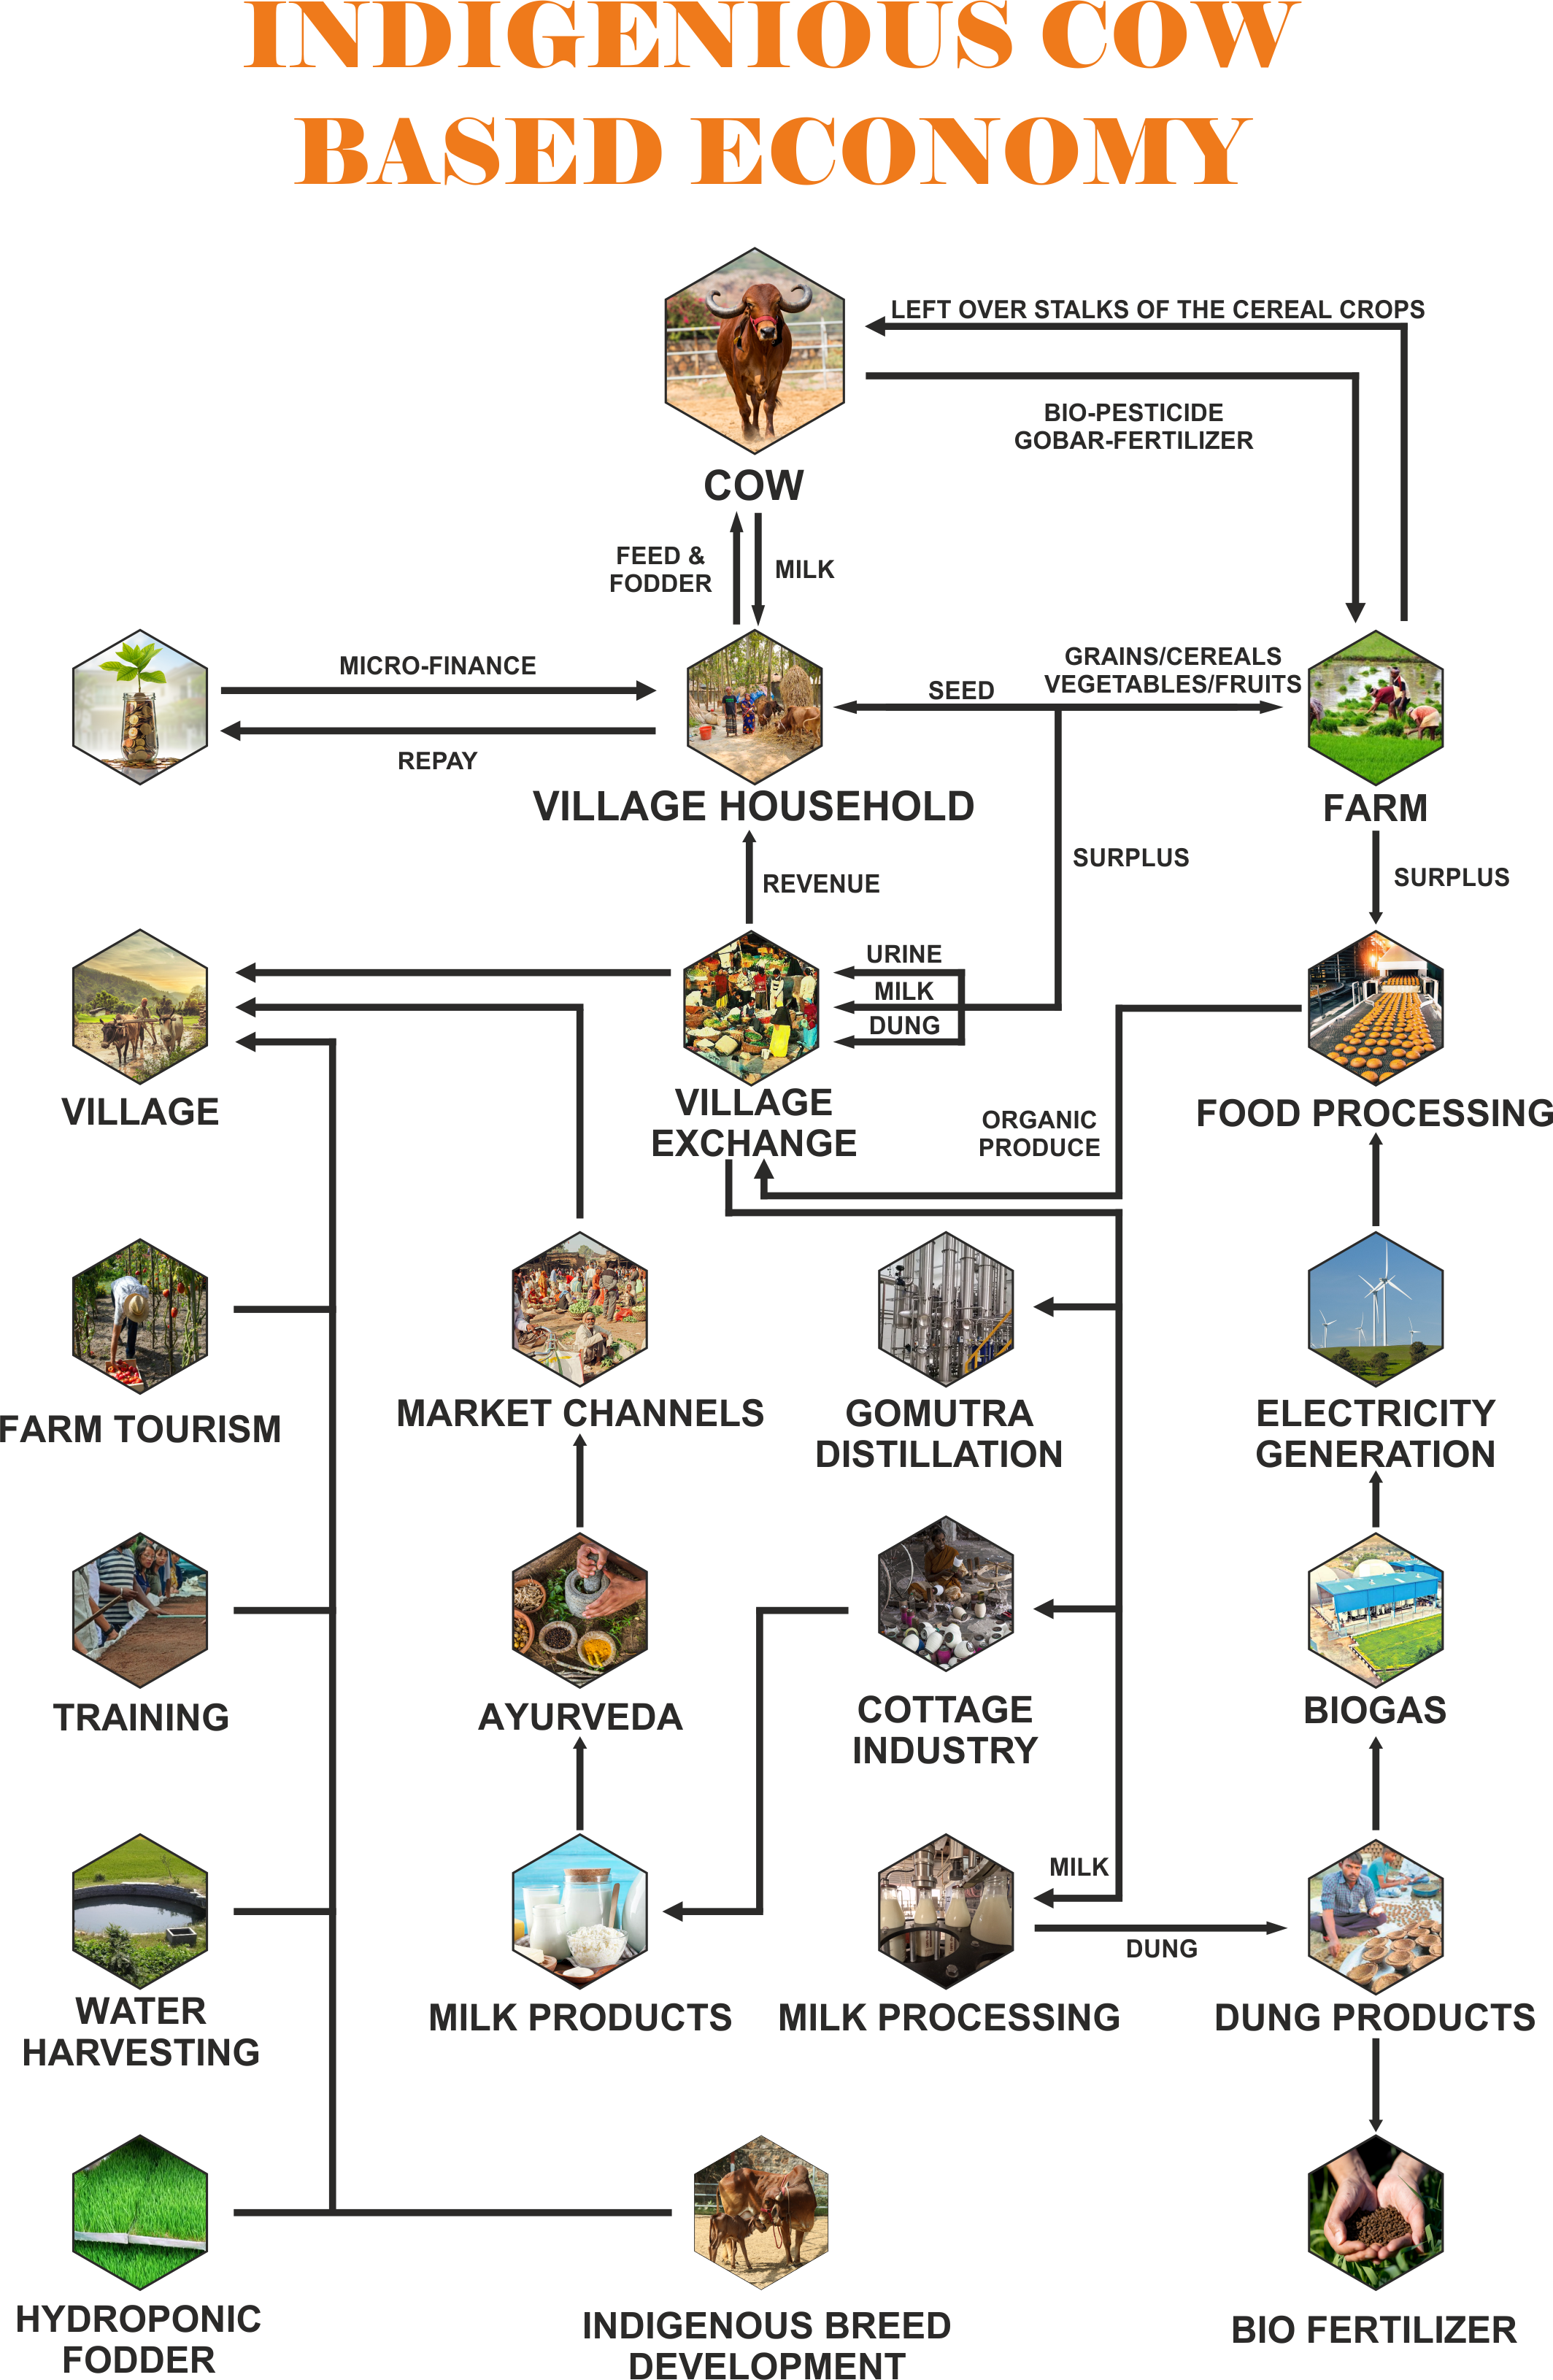 INDIGENIOUS COW
BASED ECONOMY
LEFT OVER STALKS OF THE CEREAL CROPS
BIO-PESTICIDE
GOBAR-FERTILIZER
COW
FEED &
FODDER
MILK
MICRO-FINANCE
REPAY
SEED
GRAINS/CEREALS
VEGETABLES/FRUITS
VILLAGE HOUSEHOLD
FARM
REVENUE
SURPLUS
SURPLUS
URINE
MILK
DUNG
VILLAGE
VILLAGE
EXCHANGE
ORGANIC
PRODUCE
FOOD PROCESSING
FARM TOURISM
MARKET CHANNELS
GOMUTRA
DISTILLATION
ELECTRICITY
GENERATION
TRAINING
AYURVEDA
COTTAGE
INDUSTRY
BIOGAS
MILK
DUNG
WATER
HARVESTING
MILK PRODUCTS
MILK PROCESSING
DUNG PRODUCTS
HYDROPONIC
FODDER
INDIGENOUS BREED
DEVELOPMENT
BIO FERTILIZER